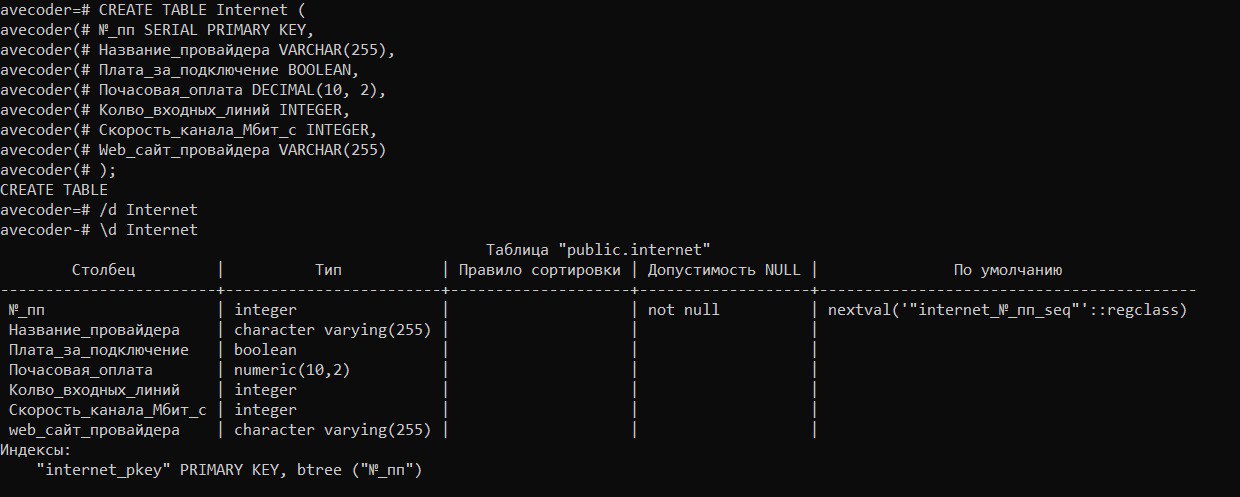 avecoder=# CREATE TABLE Internet (
avecoder(# №_пп SERIAL PRIMARY KEY,
avecoder(# Название_провайдера VARCHAR(255),
avecoder(# Плата_за_подключение BOOLEAN,
avecoder(# Почасовая_оплата DECIMAL(10, 2),
avecoder(# Колво_входных_линий INTEGER,
avecoder(# Скорость_канала_Мбит_с INTEGER,
avecoder(# Web_сайт_провайдера VARCHAR(255)
avecoder(# );
CREATE TABLE
avecoder=# /d Internet
avecoder-# \d Internet
Таблица "public.internet"
Столбец | Тип | Правило сортировки | Допустимость NULL | По умолчанию
------------------------+------------------------+--------------------+-------------------+------------------------------------------
№_пп | integer | | not null | nextval('"internet_№_пп_seq"'::regclass)
Название_провайдера | character varying(255) | | |
Плата_за_подключение | boolean | | |
Почасовая_оплата | numeric(10,2) | | |
Колво_входных_линий | integer | | |
Скорость_канала_Мбит_с | integer | | |
web_сайт_провайдера | character varying(255) | | |
Индексы:
"internet_pkey" PRIMARY KEY, btree ("№_пп")